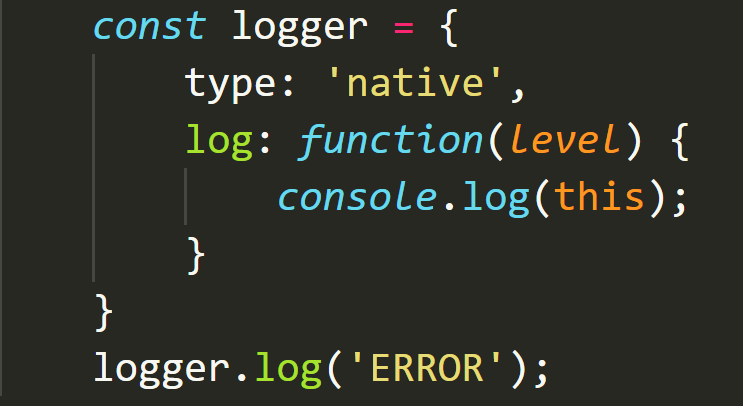 const logger = {
type: 'native',
log: function(level) {
console.log(this);
}
}
logger.log('ERROR');